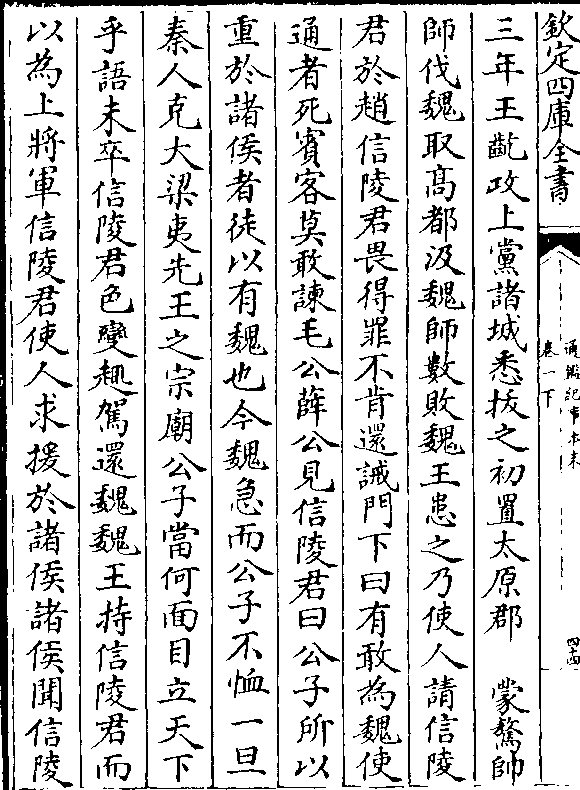 欽定四庫全書
通鑑紀事本末
卷一下
四十四
三年王齕攻上黨諸城悉拔之初置太原郡　蒙驁帥
師伐魏取髙都汲魏師數敗魏王患之乃使人請信陵
君於趙信陵君畏得罪不肯還誡門下曰有敢為魏使
通者死賓客莫敢諫毛公薛公見信陵君曰公子所以
重於諸侯者徒以有魏也今魏急而公子不恤一旦
秦人克大梁夷先王之宗廟公子當何面目立天下
乎語未卒信陵君色變趣駕還魏魏王持信陵君而
以為上將軍信陵君使人求援於諸侯諸侯聞信陵